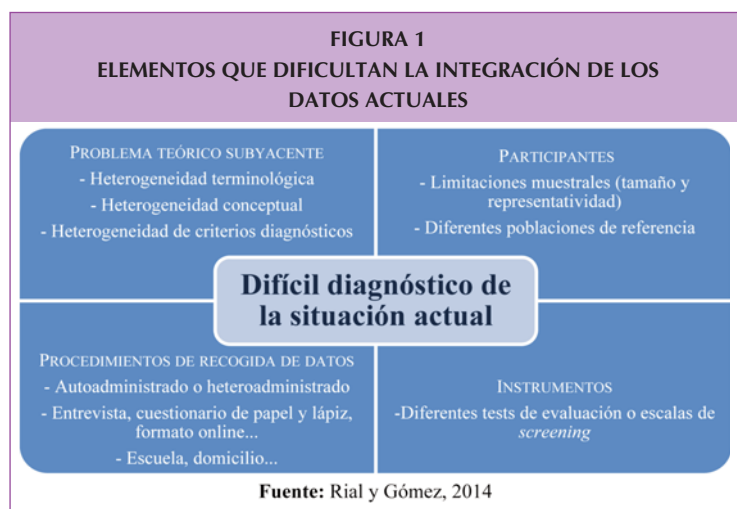 FIGURA 1
ELEMENTOS QUE DIFICULTAN LA INTEGRACIÓN DE LOS
DATOS ACTUALES
PROBLEMA TEÓRICO SUBYACENTE
- Heterogeneidad terminológica
- Heterogeneidad conceptual
- Heterogeneidad de criterios diagnósticos
PARTICIPANTES
- Limitaciones muestrales (tamaño y
representatividad)
- Diferentes poblaciones de referencia
Difícil diagnóstico de
la situación actual
PROCEDIMIENTOS DE RECOGIDA DE DATOS
- Autoadministrado o heteroadministrado
- Entrevista, cuestionario de papel y lápiz,
formato online...
- Escuela, domicilio...
INSTRUMENTOS
-Diferentes tests de evaluación o escalas de
screening
Fuente: Rial y Gómez, 2014